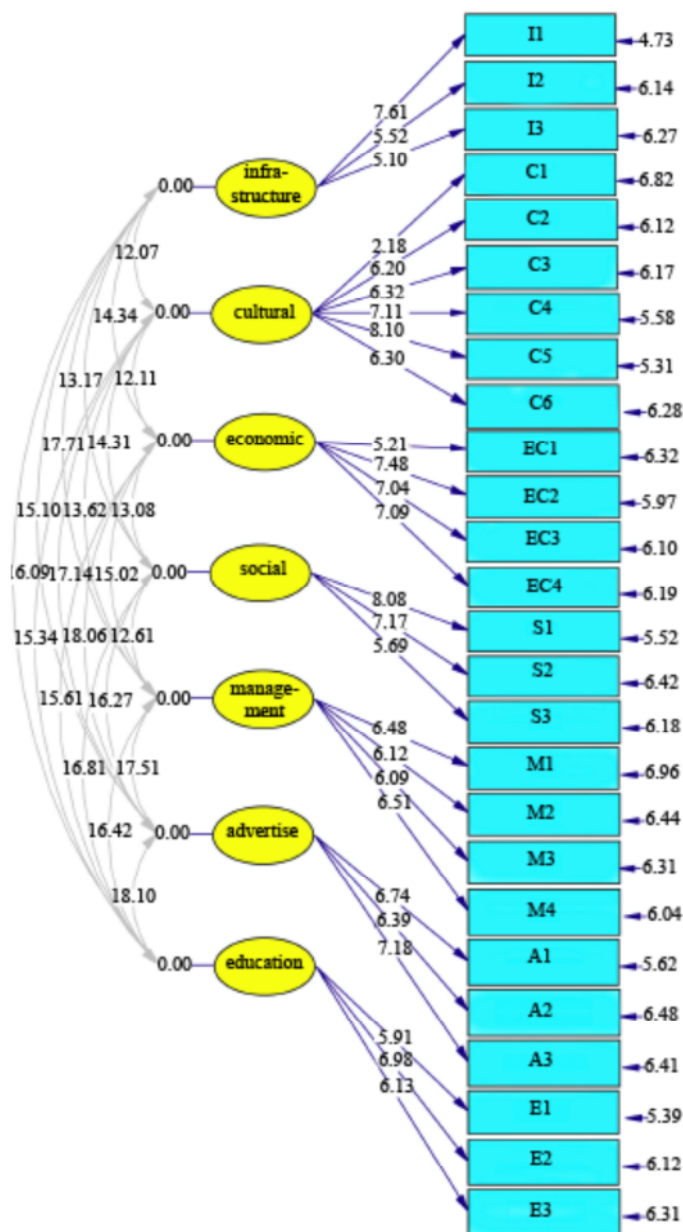 I1
4.73
I2
6.14
7.61
5.52
I3
6.27
5.10
infra-
structure
0.00
C1
6.82
C2
6.12
12.07
2.18
6.20
C3
6.17
6.32
cultural
0.00
7.11
C4
5.58
14.34
8.10
C5
5.31
6.30
13.17
12.11
C6
6.28
economic
0.00
5.21
EC1
6.32
17.71
14.31
7.48
EC2
5.97
7.04
7.09
EC3
6.10
15.10
13.62
13.08
EC4
6.19
social
0.00
16.09
17.14
15.02
8.08
S1
5.52
7.17
15.34
18.06
12.61
5.69
S2
6.42
manage-
ment
0.00
15.61
16.27
S3
6.18
6.48
M1
6.96
6.12
16.81
17.51
6.09
6.51
M2
6.44
advertise
0.00
16.42
M3
6.31
18.10
6.74
M4
6.04
6.39
7.18
A1
5.62
education
0.00
A2
6.48
5.91
A3
6.41
6.98
6.13
E1
5.39
E2
6.12
E3
6.31